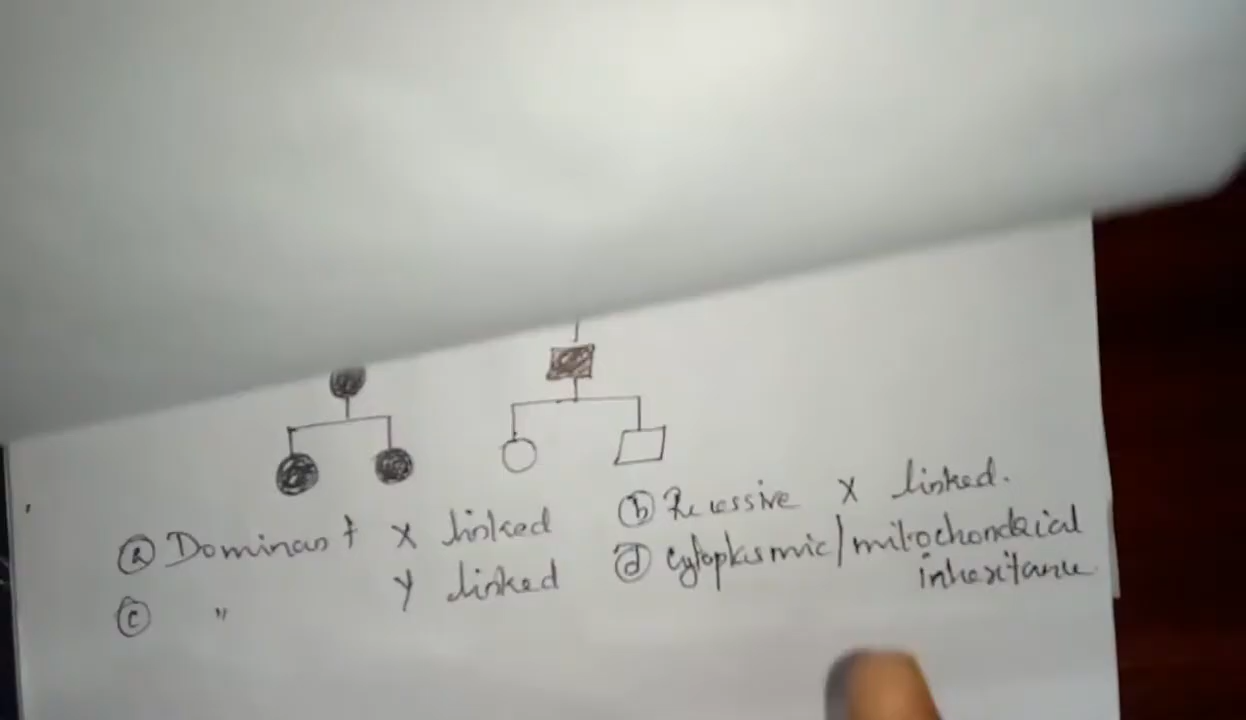 ⓐ Dominant X linked
ⓑ Recessive X linked.
ⓒ " Y linked
ⓓ cytoplasmic/mitochondrial
inheritance